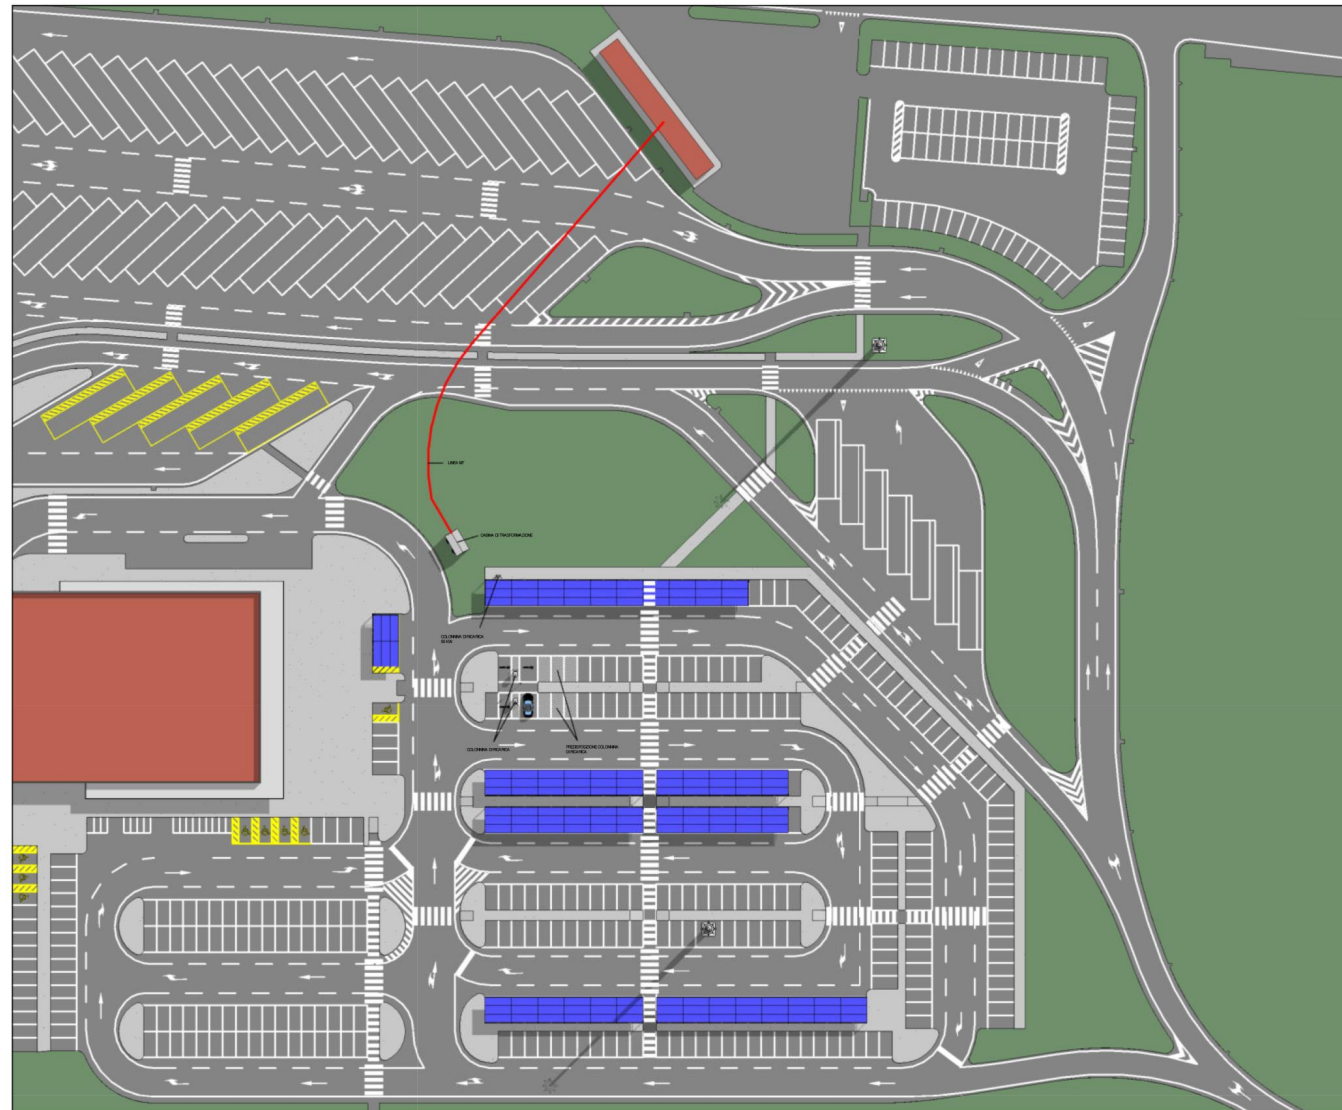 LINEA MT
CABINA DI TRASFORMAZIONE
COLONNINA DI RICARICA
COLONNINA DI RICARICA
PREDISPOSIZIONE COLONNINA
DI RICARICA